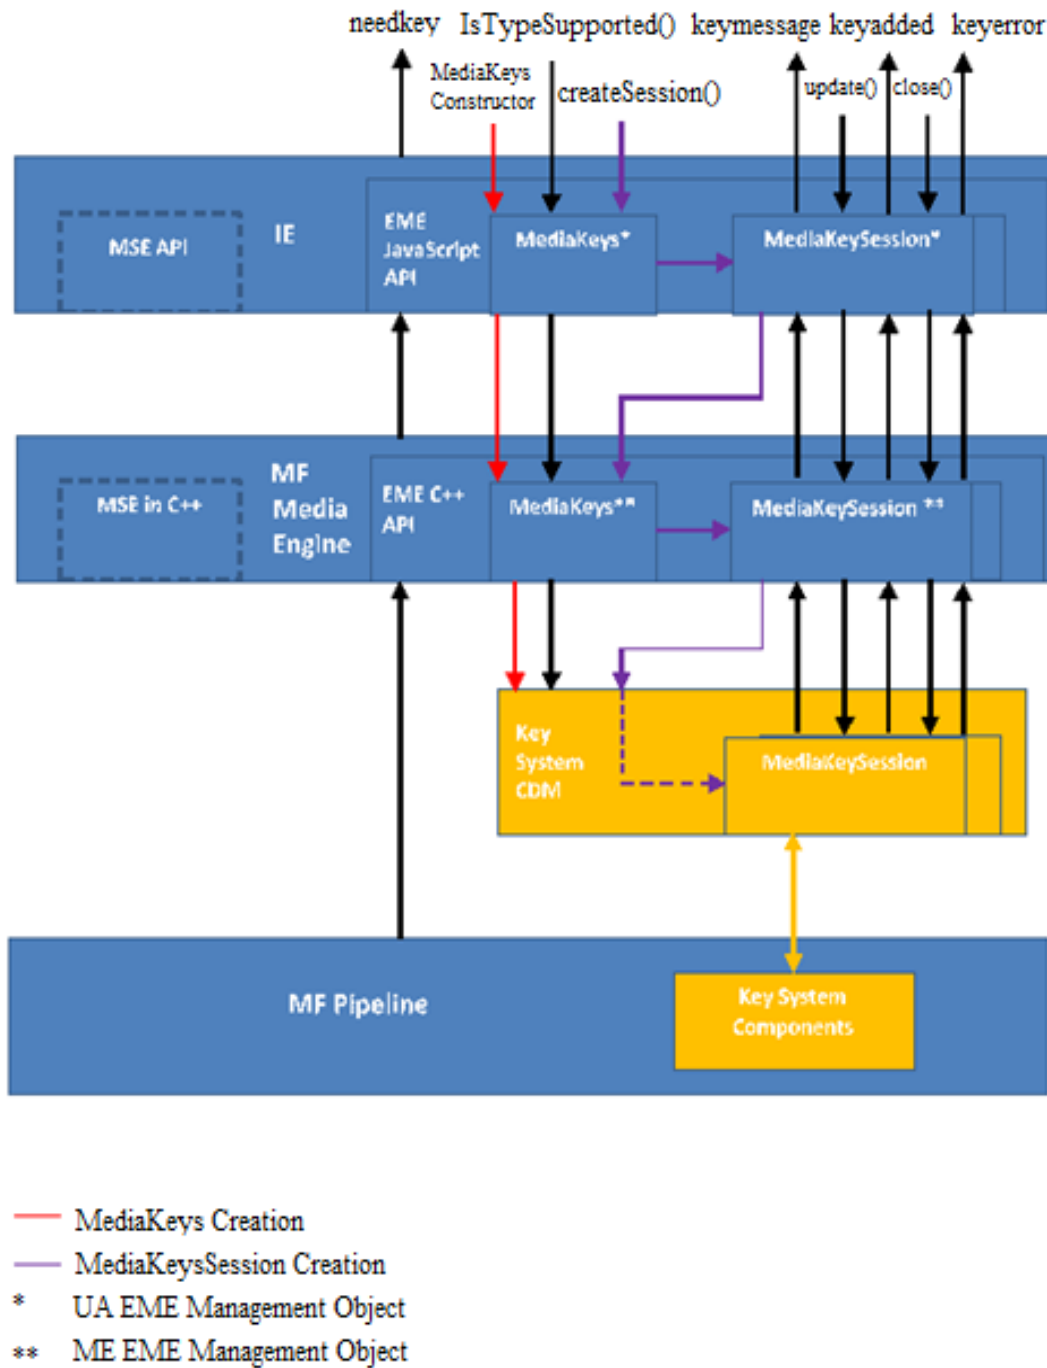 needkey
IsTypeSupported()
keymessage
keyadded
keyerror
MediaKeys
Constructor
createSession()
update()
close()
MSE API
IE
EME
JavaScript
API
MediaKeys*
MediaKeySession*
MSE in C++
MF
Media
Engine
EME C++
API
MediaKeys**
MediaKeySession **
Key
System
CDM
MediaKeySession
MF Pipeline
Key System
Components
MediaKeys Creation
MediaKeysSession Creation
* UA EME Management Object
** ME EME Management Object